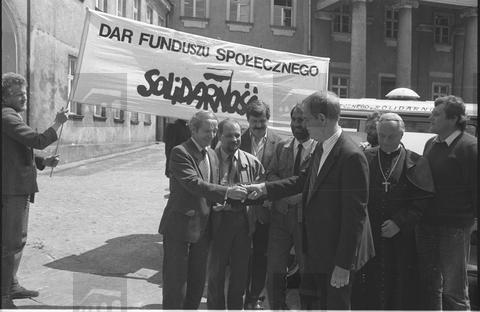 DAR FUNDUSZU SPOŁECZNEGO
SOLIDARNOŚĆ